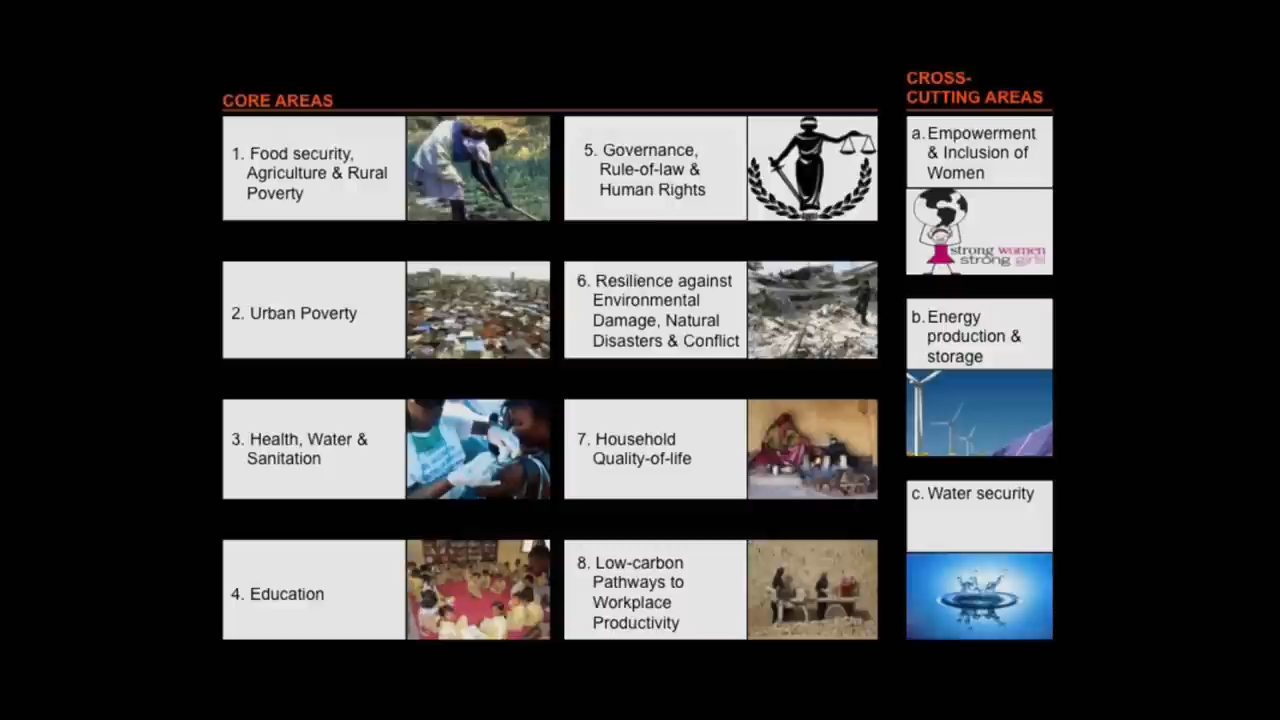 CORE AREAS
1. Food security,
Agriculture & Rural
Poverty
2. Urban Poverty
3. Health, Water &
Sanitation
4. Education
5. Governance,
Rule-of-law &
Human Rights
6. Resilience against
Environmental
Damage, Natural
Disasters & Conflict
7. Household
Quality-of-life
8. Low-carbon
Pathways to
Workplace
Productivity
CROSS-
CUTTING AREAS
a. Empowerment
& Inclusion of
Women
strong women
strong girls
b. Energy
production &
storage
c. Water security